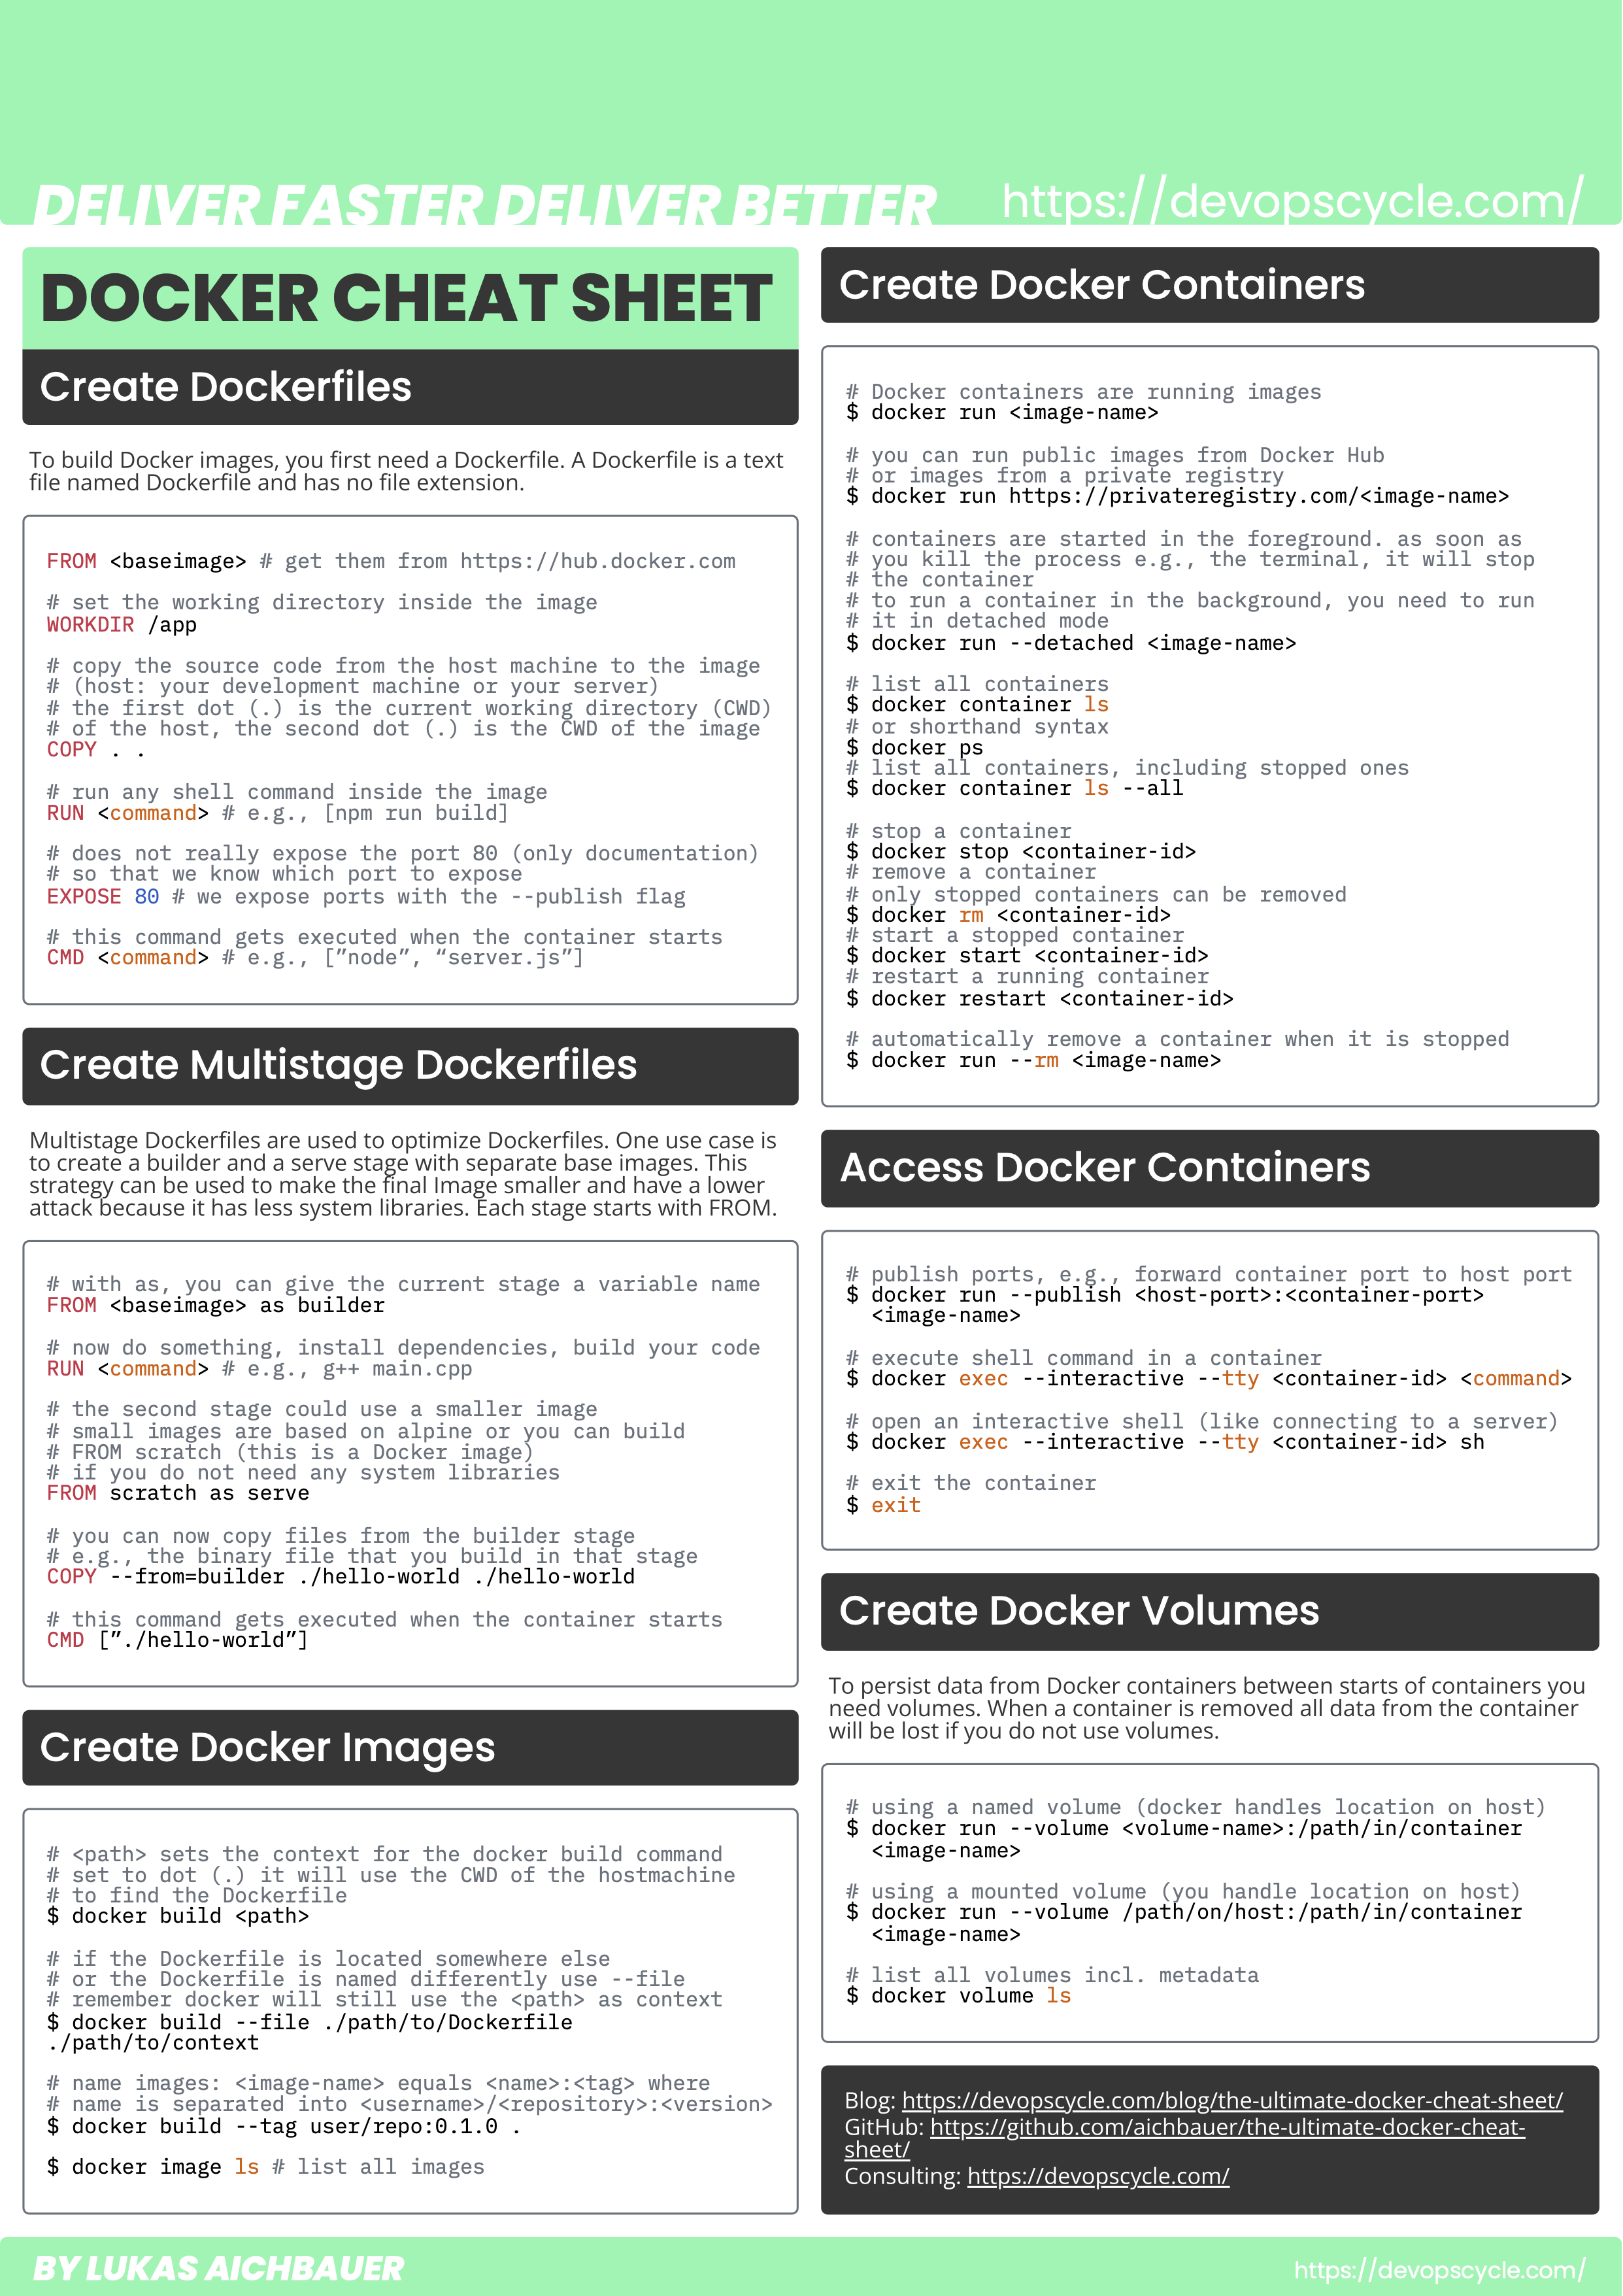 DELIVER FASTER DELIVER BETTER
https://devopscycle.com/
DOCKER CHEAT SHEET
Create Dockerfiles
To build Docker images, you first need a Dockerfile. A Dockerfile is a text
file named Dockerfile and has no file extension.
FROM <baseimage> # get them from https://hub.docker.com
# set the working directory inside the image
WORKDIR /app
# copy the source code from the host machine to the image
# (host: your development machine or your server)
# the first dot (.) is the current working directory (CWD)
# of the host, the second dot (.) is the CWD of the image
COPY . .
# run any shell command inside the image
RUN <command> # e.g., [npm run build]
# does not really expose the port 80 (only documentation)
# so that we know which port to expose
EXPOSE 80 # we expose ports with the --publish flag
# this command gets executed when the container starts
CMD <command> # e.g., [”node”, “server.js”]
Create Multistage Dockerfiles
Multistage Dockerfiles are used to optimize Dockerfiles. One use case is
to create a builder and a serve stage with separate base images. This
strategy can be used to make the final Image smaller and have a lower
attack because it has less system libraries. Each stage starts with FROM.
# with as, you can give the current stage a variable name
FROM <baseimage> as builder
# now do something, install dependencies, build your code
RUN <command> # e.g., g++ main.cpp
# the second stage could use a smaller image
# small images are based on alpine or you can build
# FROM scratch (this is a Docker image)
# if you do not need any system libraries
FROM scratch as serve
# you can now copy files from the builder stage
# e.g., the binary file that you build in that stage
COPY --from=builder ./hello-world ./hello-world
# this command gets executed when the container starts
CMD [”./hello-world”]
Create Docker Images
# <path> sets the context for the docker build command
# set to dot (.) it will use the CWD of the hostmachine
# to find the Dockerfile
$ docker build <path>
# if the Dockerfile is located somewhere else
# or the Dockerfile is named differently use --file
# remember docker will still use the <path> as context
$ docker build --file ./path/to/Dockerfile
./path/to/context
# name images: <image-name> equals <name>:<tag> where
# name is separated into <username>/<repository>:<version>
$ docker build --tag user/repo:0.1.0 .
$ docker image ls # list all images
Create Docker Containers
# Docker containers are running images
$ docker run <image-name>
# you can run public images from Docker Hub
# or images from a private registry
$ docker run https://privateregistry.com/<image-name>
# containers are started in the foreground. as soon as
# you kill the process e.g., the terminal, it will stop
# the container
# to run a container in the background, you need to run
# it in detached mode
$ docker run --detached <image-name>
# list all containers
$ docker container ls
# or shorthand syntax
$ docker ps
# list all containers, including stopped ones
$ docker container ls --all
# stop a container
$ docker stop <container-id>
# remove a container
# only stopped containers can be removed
$ docker rm <container-id>
# start a stopped container
$ docker start <container-id>
# restart a running container
$ docker restart <container-id>
# automatically remove a container when it is stopped
$ docker run --rm <image-name>
Access Docker Containers
# publish ports, e.g., forward container port to host port
$ docker run --publish <host-port>:<container-port>
<image-name>
# execute shell command in a container
$ docker exec --interactive --tty <container-id> <command>
# open an interactive shell (like connecting to a server)
$ docker exec --interactive --tty <container-id> sh
# exit the container
$ exit
Create Docker Volumes
To persist data from Docker containers between starts of containers you
need volumes. When a container is removed all data from the container
will be lost if you do not use volumes.
# using a named volume (docker handles location on host)
$ docker run --volume <volume-name>:/path/in/container
<image-name>
# using a mounted volume (you handle location on host)
$ docker run --volume /path/on/host:/path/in/container
<image-name>
# list all volumes incl. metadata
$ docker volume ls
Blog: https://devopscycle.com/blog/the-ultimate-docker-cheat-sheet/
GitHub: https://github.com/aichbauer/the-ultimate-docker-cheat-
sheet/
Consulting: https://devopscycle.com/
BY LUKAS AICHBAUER
https://devopscycle.com/